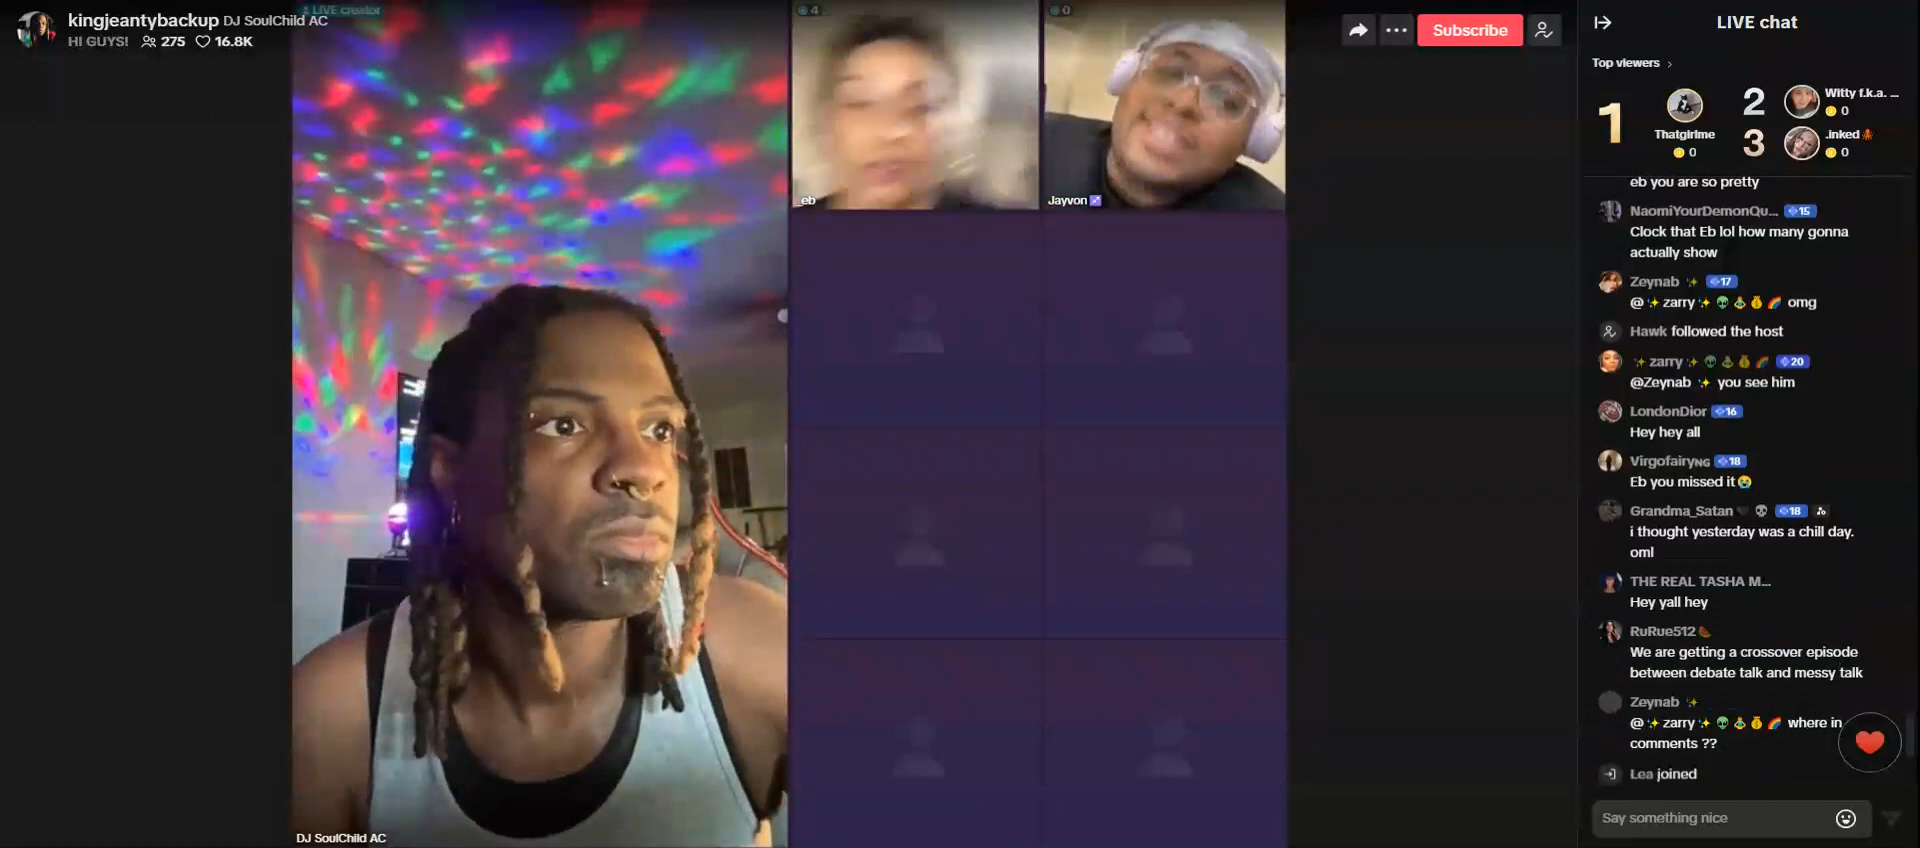 kingjeantybackup DJ SoulChild AC
HI GUYS! 275 16.8K
LIVE creator
4
0
eb
Jayvon
DJ SoulChild AC
Subscribe
LIVE chat
Top viewers
1
Thatgirlme
0
2
Witty f.k.a. ...
0
3
.inked
0
eb you are so pretty
NaomiYourDemonQu... 15
Clock that Eb lol how many gonna
actually show
Zeynab ✨ 17
@✨zarry✨👽🧜💰🌈 omg
Hawk followed the host
✨zarry✨👽🧜💰🌈 20
@Zeynab ✨ you see him
LondonDior 16
Hey hey all
VirgofairyNG 18
Eb you missed it😭
Grandma_Satan🖤💀 18
i thought yesterday was a chill day.
oml
THE REAL TASHA M...
Hey yall hey
RuRue512🍉
We are getting a crossover episode
between debate talk and messy talk
Zeynab ✨
@✨zarry✨👽🧜💰🌈 where in
comments ??
Lea joined
Say something nice